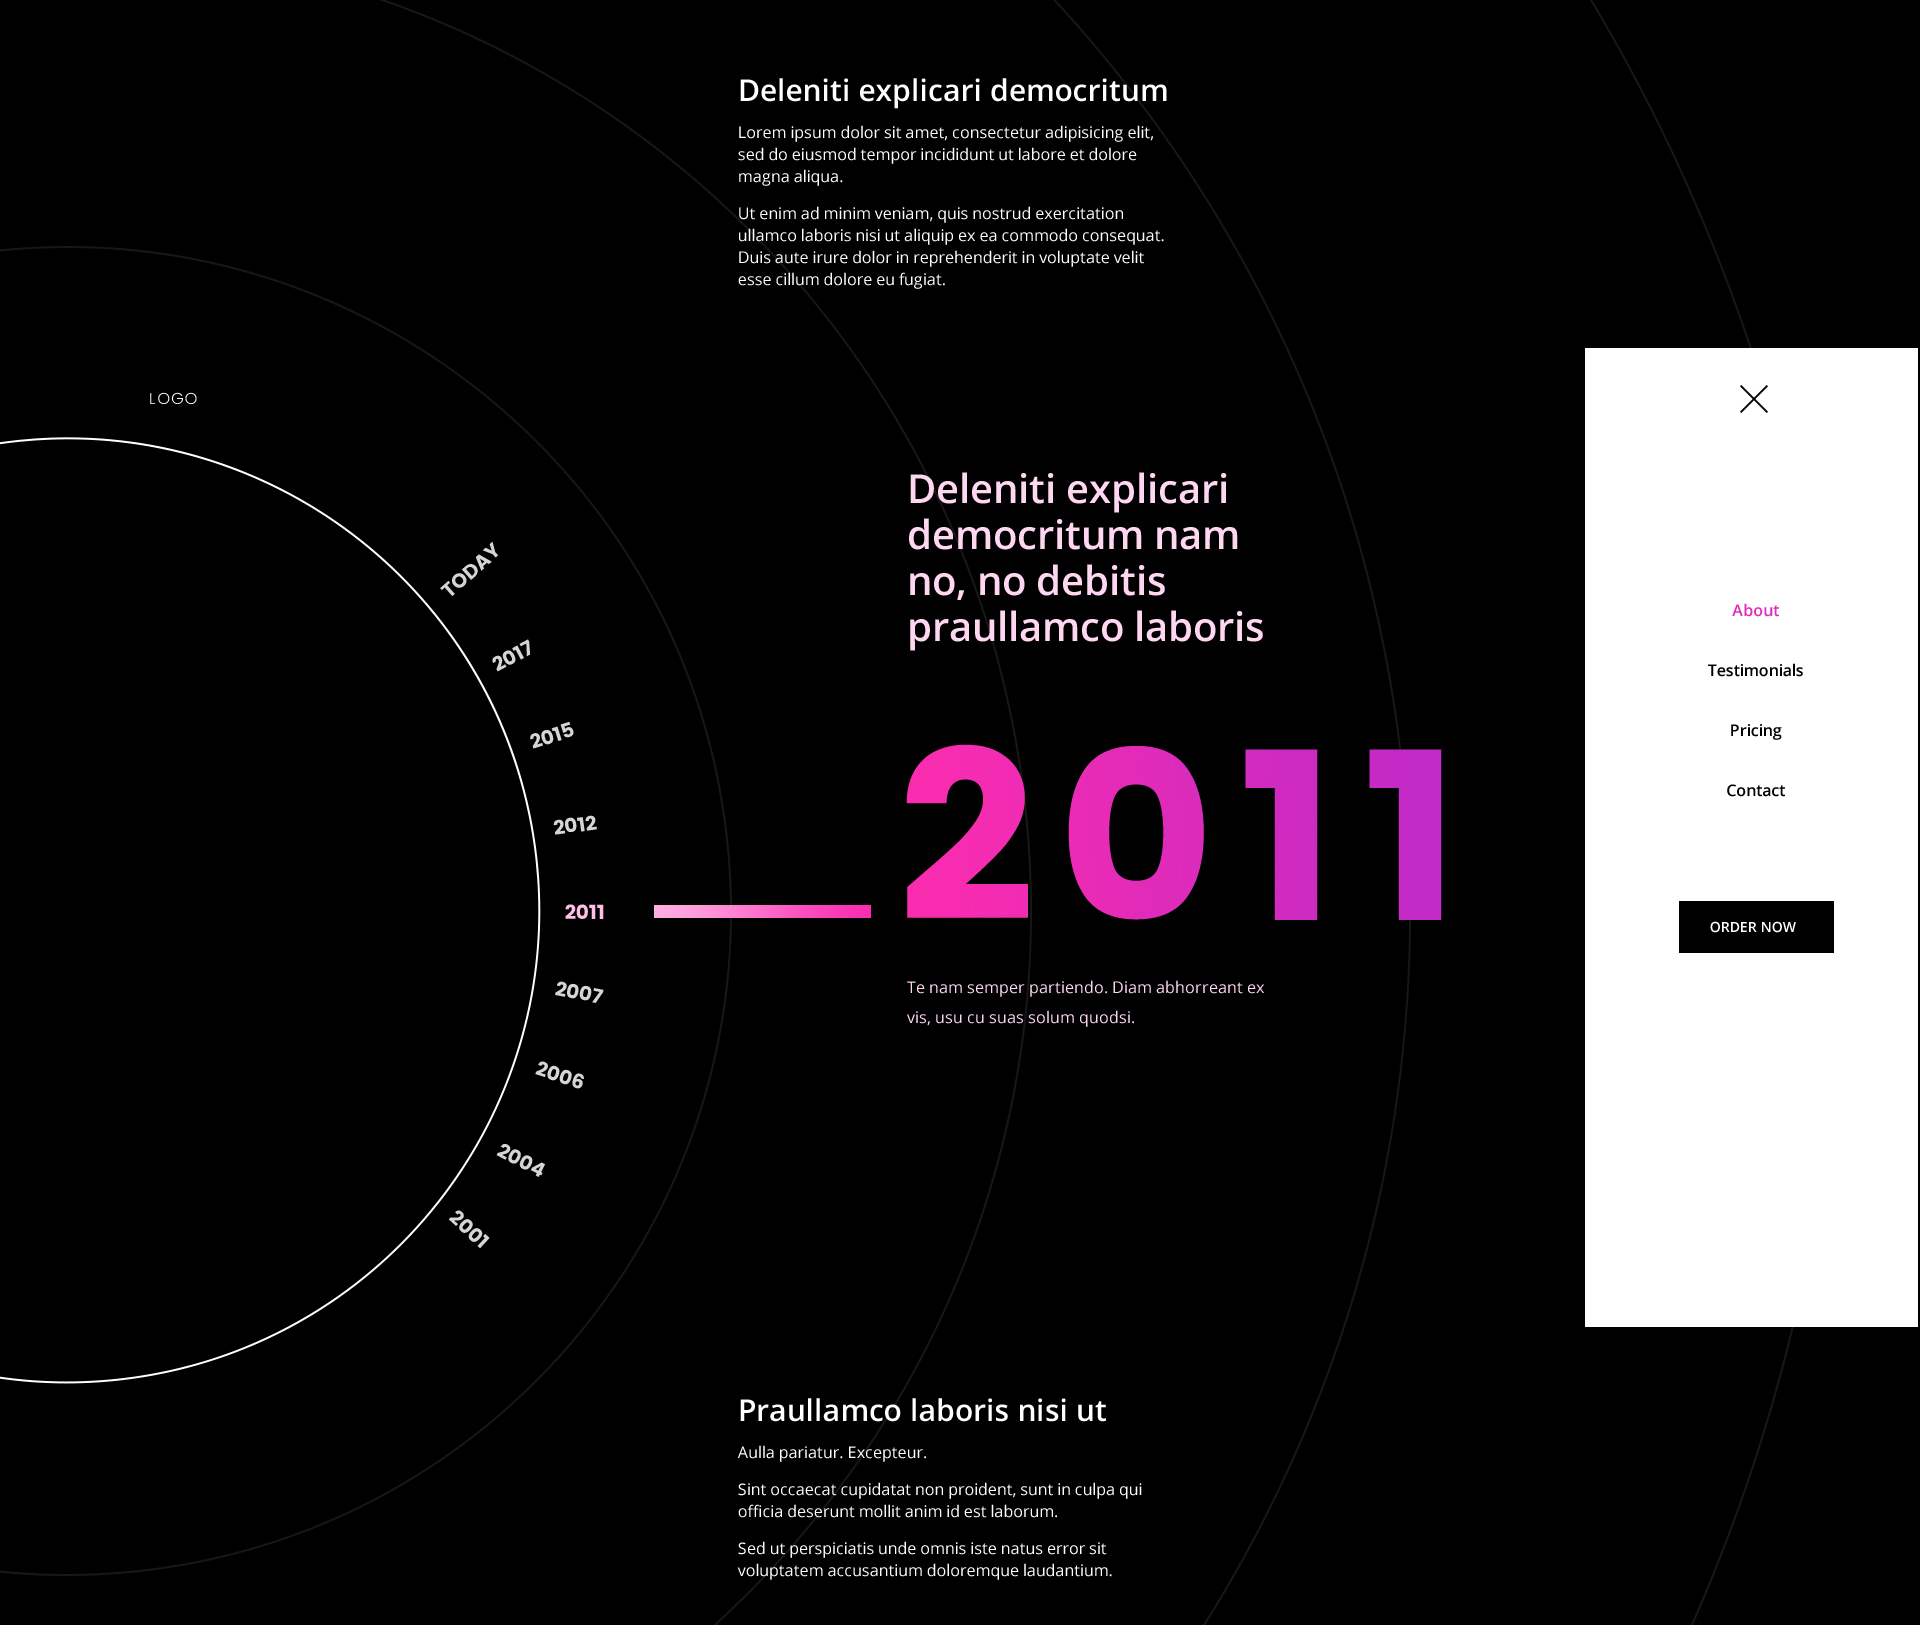 Deleniti explicari democritum
Lorem ipsum dolor sit amet, consectetur adipisicing elit,
sed do eiusmod tempor incididunt ut labore et dolore
magna aliqua.
Ut enim ad minim veniam, quis nostrud exercitation
ullamco laboris nisi ut aliquip ex ea commodo consequat.
Duis aute irure dolor in reprehenderit in voluptate velit
esse cillum dolore eu fugiat.
LOGO
TODAY
2017
2015
2012
2011
2007
2006
2004
2001
Deleniti explicari
democritum nam
no, no debitis
praullamco laboris
2011
Te nam semper partiendo. Diam abhorreant ex
vis, usu cu suas solum quodsi.
About
Testimonials
Pricing
Contact
ORDER NOW
Praullamco laboris nisi ut
Aulla pariatur. Excepteur.
Sint occaecat cupidatat non proident, sunt in culpa qui
officia deserunt mollit anim id est laborum.
Sed ut perspiciatis unde omnis iste natus error sit
voluptatem accusantium doloremque laudantium.